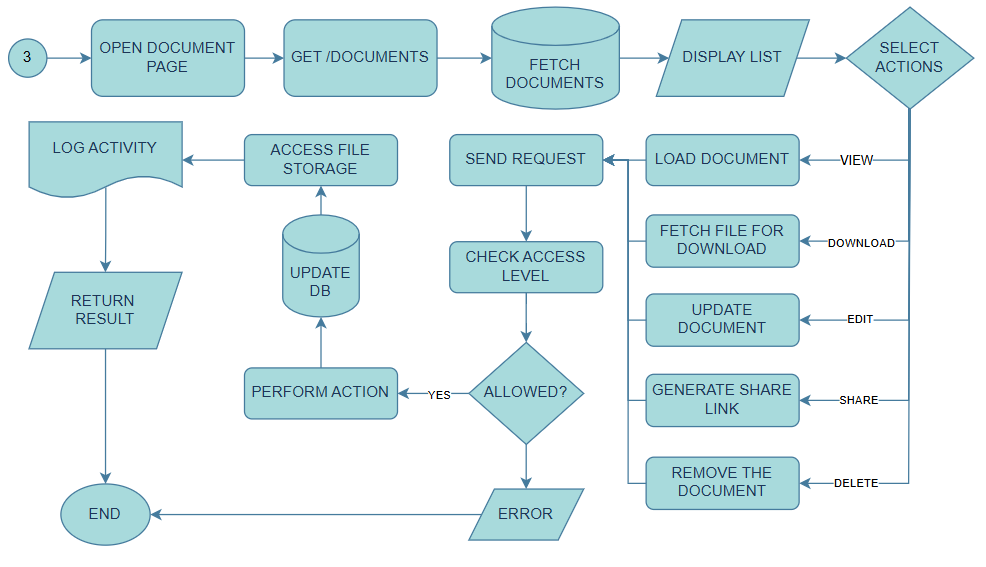 3
OPEN DOCUMENT
PAGE
GET /DOCUMENTS
FETCH
DOCUMENTS
DISPLAY LIST
SELECT
ACTIONS
LOG ACTIVITY
ACCESS FILE
STORAGE
SEND REQUEST
LOAD DOCUMENT
VIEW
FETCH FILE FOR
DOWNLOAD
DOWNLOAD
CHECK ACCESS
LEVEL
UPDATE
DB
RETURN
RESULT
UPDATE
DOCUMENT
EDIT
PERFORM ACTION
YES
ALLOWED?
GENERATE SHARE
LINK
SHARE
REMOVE THE
DOCUMENT
DELETE
END
ERROR